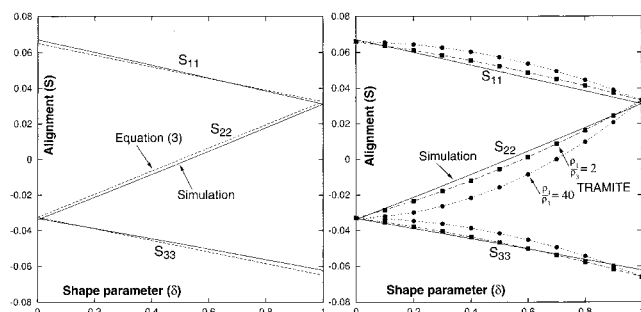 0.08
0.06
0.04
0.02
0
-0.02
-0.04
-0.06
-0.08
Alignment (S)
S11
S22
Equation (3)
Simulation
S33
Shape parameter (δ)
0 0.2 0.4 0.6 0.8 1
0.08
0.06
0.04
0.02
0
-0.02
-0.04
-0.06
-0.08
Alignment (S)
S11
S22
Simulation
= 2
TRAMITE
= 40
S33
Shape parameter (δ)
0 0.2 0.4 0.6 0.8 1